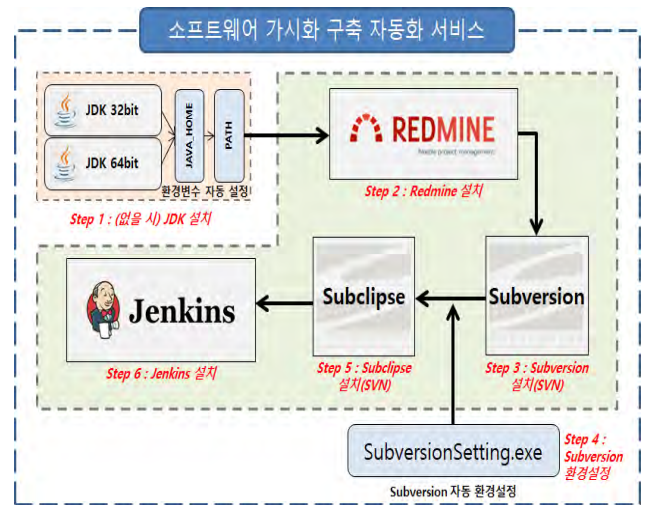 소프트웨어 가시화 구축 자동화 서비스
JDK 32bit
JDK 64bit
JAVA_HOME
PATH
환경변수 자동 설정
Step 1 : (없을 시) JDK 설치
REDMINE
flexible project management
Step 2 : Redmine 설치
Subversion
Step 3 : Subversion
설치(SVN)
SubversionSetting.exe
Subversion 자동 환경설정
Step 4 :
Subversion
환경설정
Subclipse
Step 5 : Subclipse
설치(SVN)
Jenkins
Step 6 : Jenkins 설치